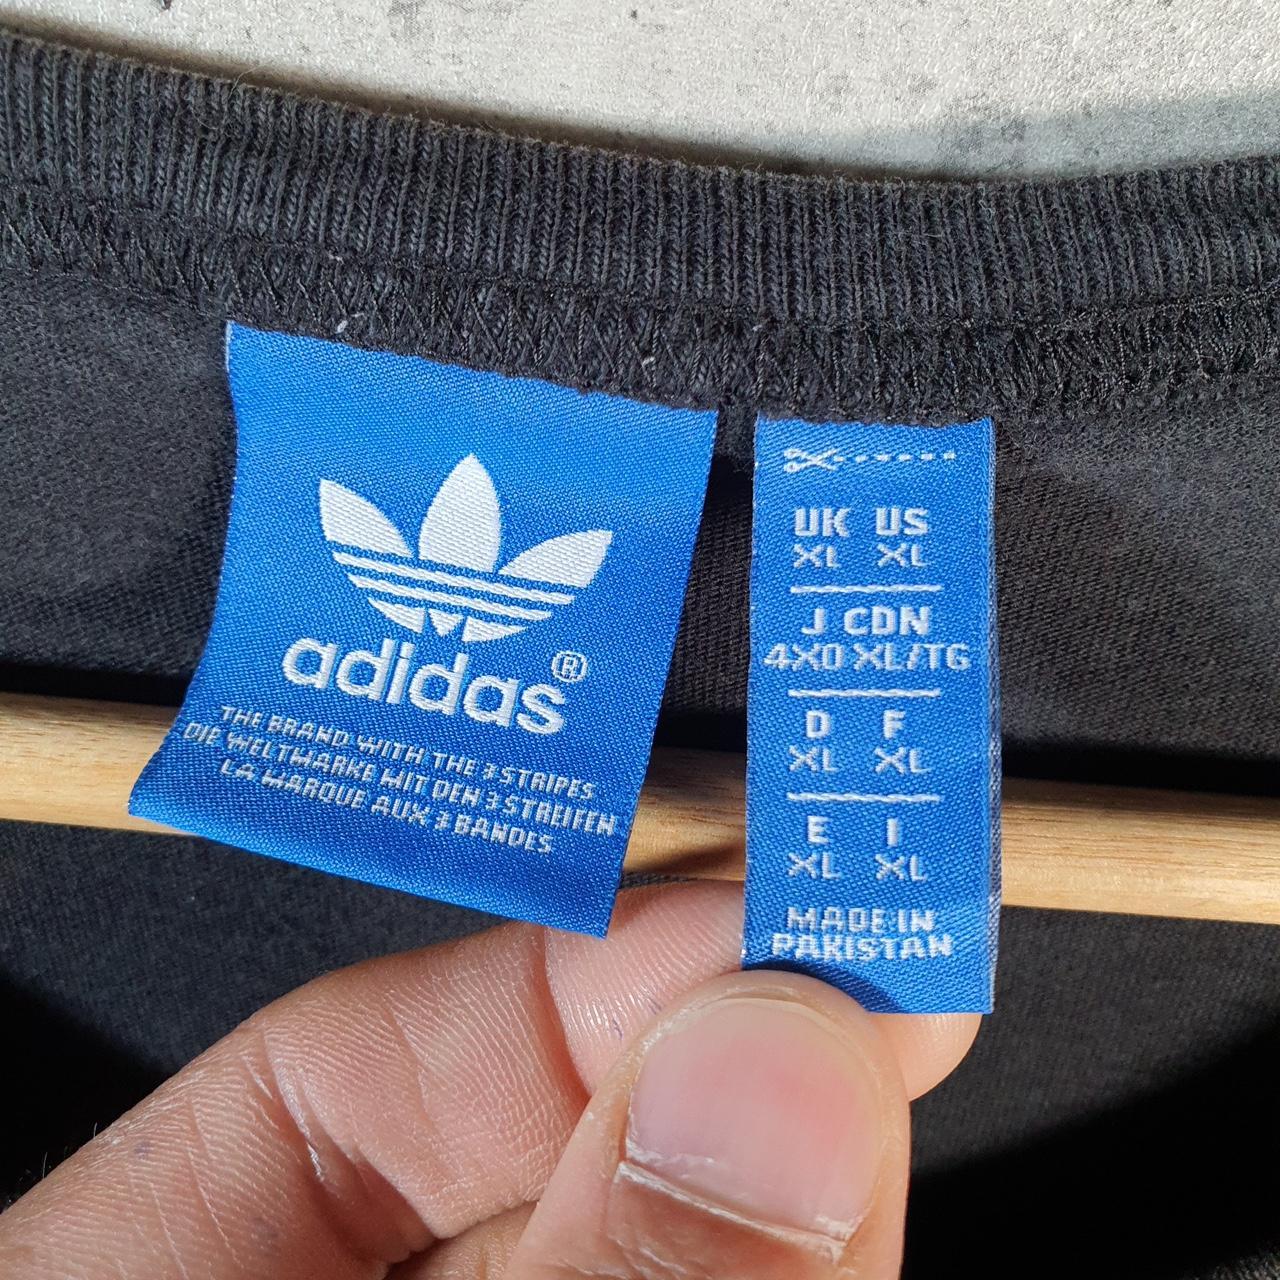 adidas®
THE BRAND WITH THE 3 STRIPES
DIE WELTMARKE MIT DEN 3 STREIFEN
LA MARQUE AUX 3 BANDES
UK US
XL XL
J CDN
4XO XL/TG
D F
XL XL
E I
XL XL
MADE IN
PAKISTAN